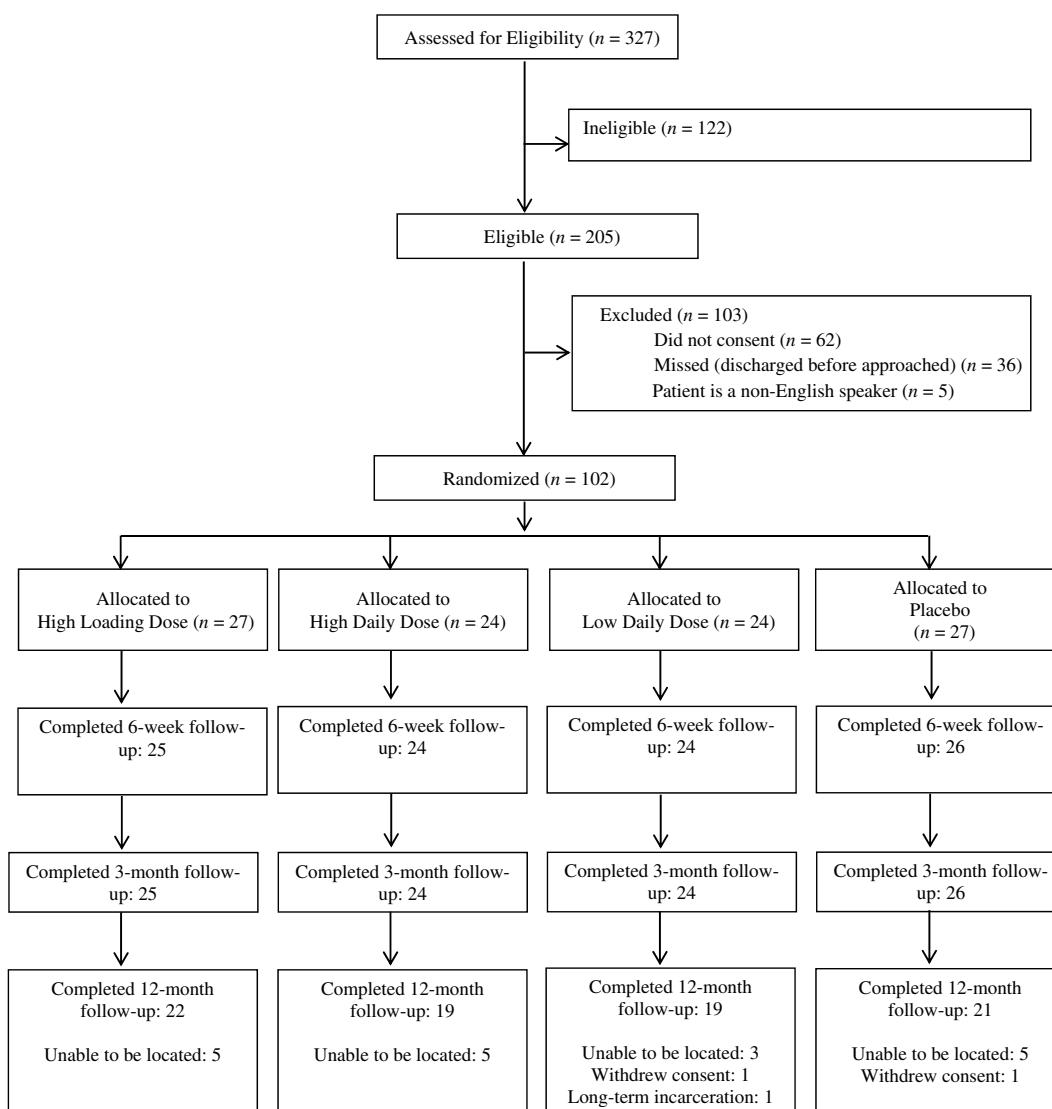 Assessed for Eligibility (n = 327)
Ineligible (n = 122)
Eligible (n = 205)
Excluded (n = 103)
Did not consent (n = 62)
Missed (discharged before approached) (n = 36)
Patient is a non-English speaker (n = 5)
Randomized (n = 102)
Allocated to
High Loading Dose (n = 27)
Allocated to
High Daily Dose (n = 24)
Allocated to
Low Daily Dose (n = 24)
Allocated to
Placebo
(n = 27)
Completed 6-week follow-
up: 25
Completed 6-week follow-
up: 24
Completed 6-week follow-
up: 24
Completed 6-week follow-
up: 26
Completed 3-month follow-
up: 25
Completed 3-month follow-
up: 24
Completed 3-month follow-
up: 24
Completed 3-month follow-
up: 26
Completed 12-month
follow-up: 22
Unable to be located: 5
Completed 12-month
follow-up: 19
Unable to be located: 5
Completed 12-month
follow-up: 19
Unable to be located: 3
Withdrew consent: 1
Long-term incarceration: 1
Completed 12-month
follow-up: 21
Unable to be located: 5
Withdrew consent: 1